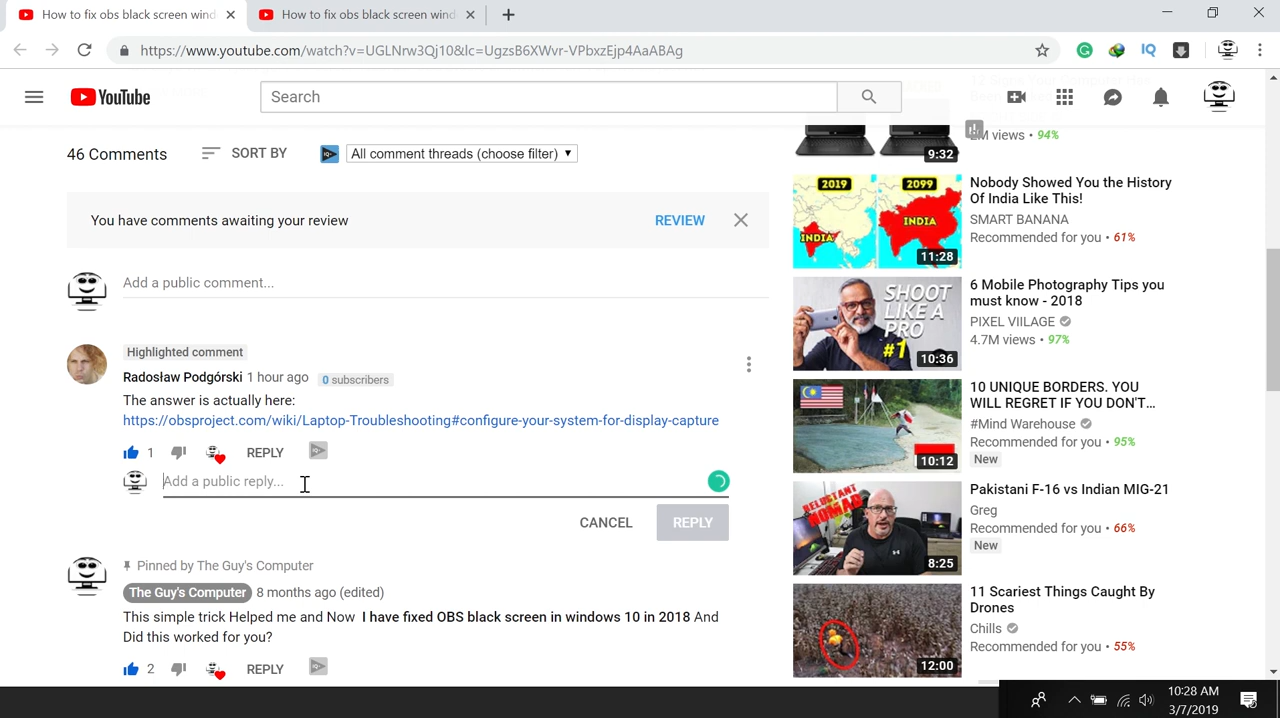 How to fix obs black screen wind
How to fix obs black screen wind
https://www.youtube.com/watch?v=UGLNrw3Qj10&lc=UgzsB6XWvr-VPbxzEjp4AaABAg
IQ
YouTube
Search
46 Comments
SORT BY
All comment threads (choose filter)
You have comments awaiting your review
REVIEW
Add a public comment...
Highlighted comment
Radosław Podgórski 1 hour ago 0 subscribers
The answer is actually here:
https://obsproject.com/wiki/Laptop-Troubleshooting#configure-your-system-for-display-capture
1
REPLY
Add a public reply...
CANCEL
REPLY
Pinned by The Guy's Computer
The Guy's Computer 8 months ago (edited)
This simple trick Helped me and Now I have fixed OBS black screen in windows 10 in 2018 And
Did this worked for you?
2
REPLY
views • 94%
9:32
2019
2099
INDIA
INDIA
11:28
Nobody Showed You the History
Of India Like This!
SMART BANANA
Recommended for you • 61%
SHOOT
LIKE A
PRO
#1
10:36
6 Mobile Photography Tips you
must know - 2018
PIXEL VIILAGE
4.7M views • 97%
10:12
10 UNIQUE BORDERS. YOU
WILL REGRET IF YOU DON'T...
#Mind Warehouse
Recommended for you • 95%
New
RELUCTANT
NOMAD
8:25
Pakistani F-16 vs Indian MIG-21
Greg
Recommended for you • 66%
New
12:00
11 Scariest Things Caught By
Drones
Chills
Recommended for you • 55%
10:28 AM
3/7/2019